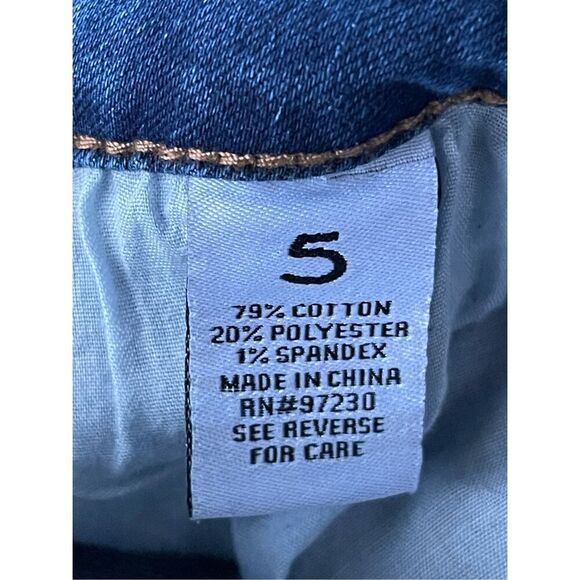 5
79% COTTON
20% POLYESTER
1% SPANDEX
MADE IN CHINA
RN#97230
SEE REVERSE
FOR CARE